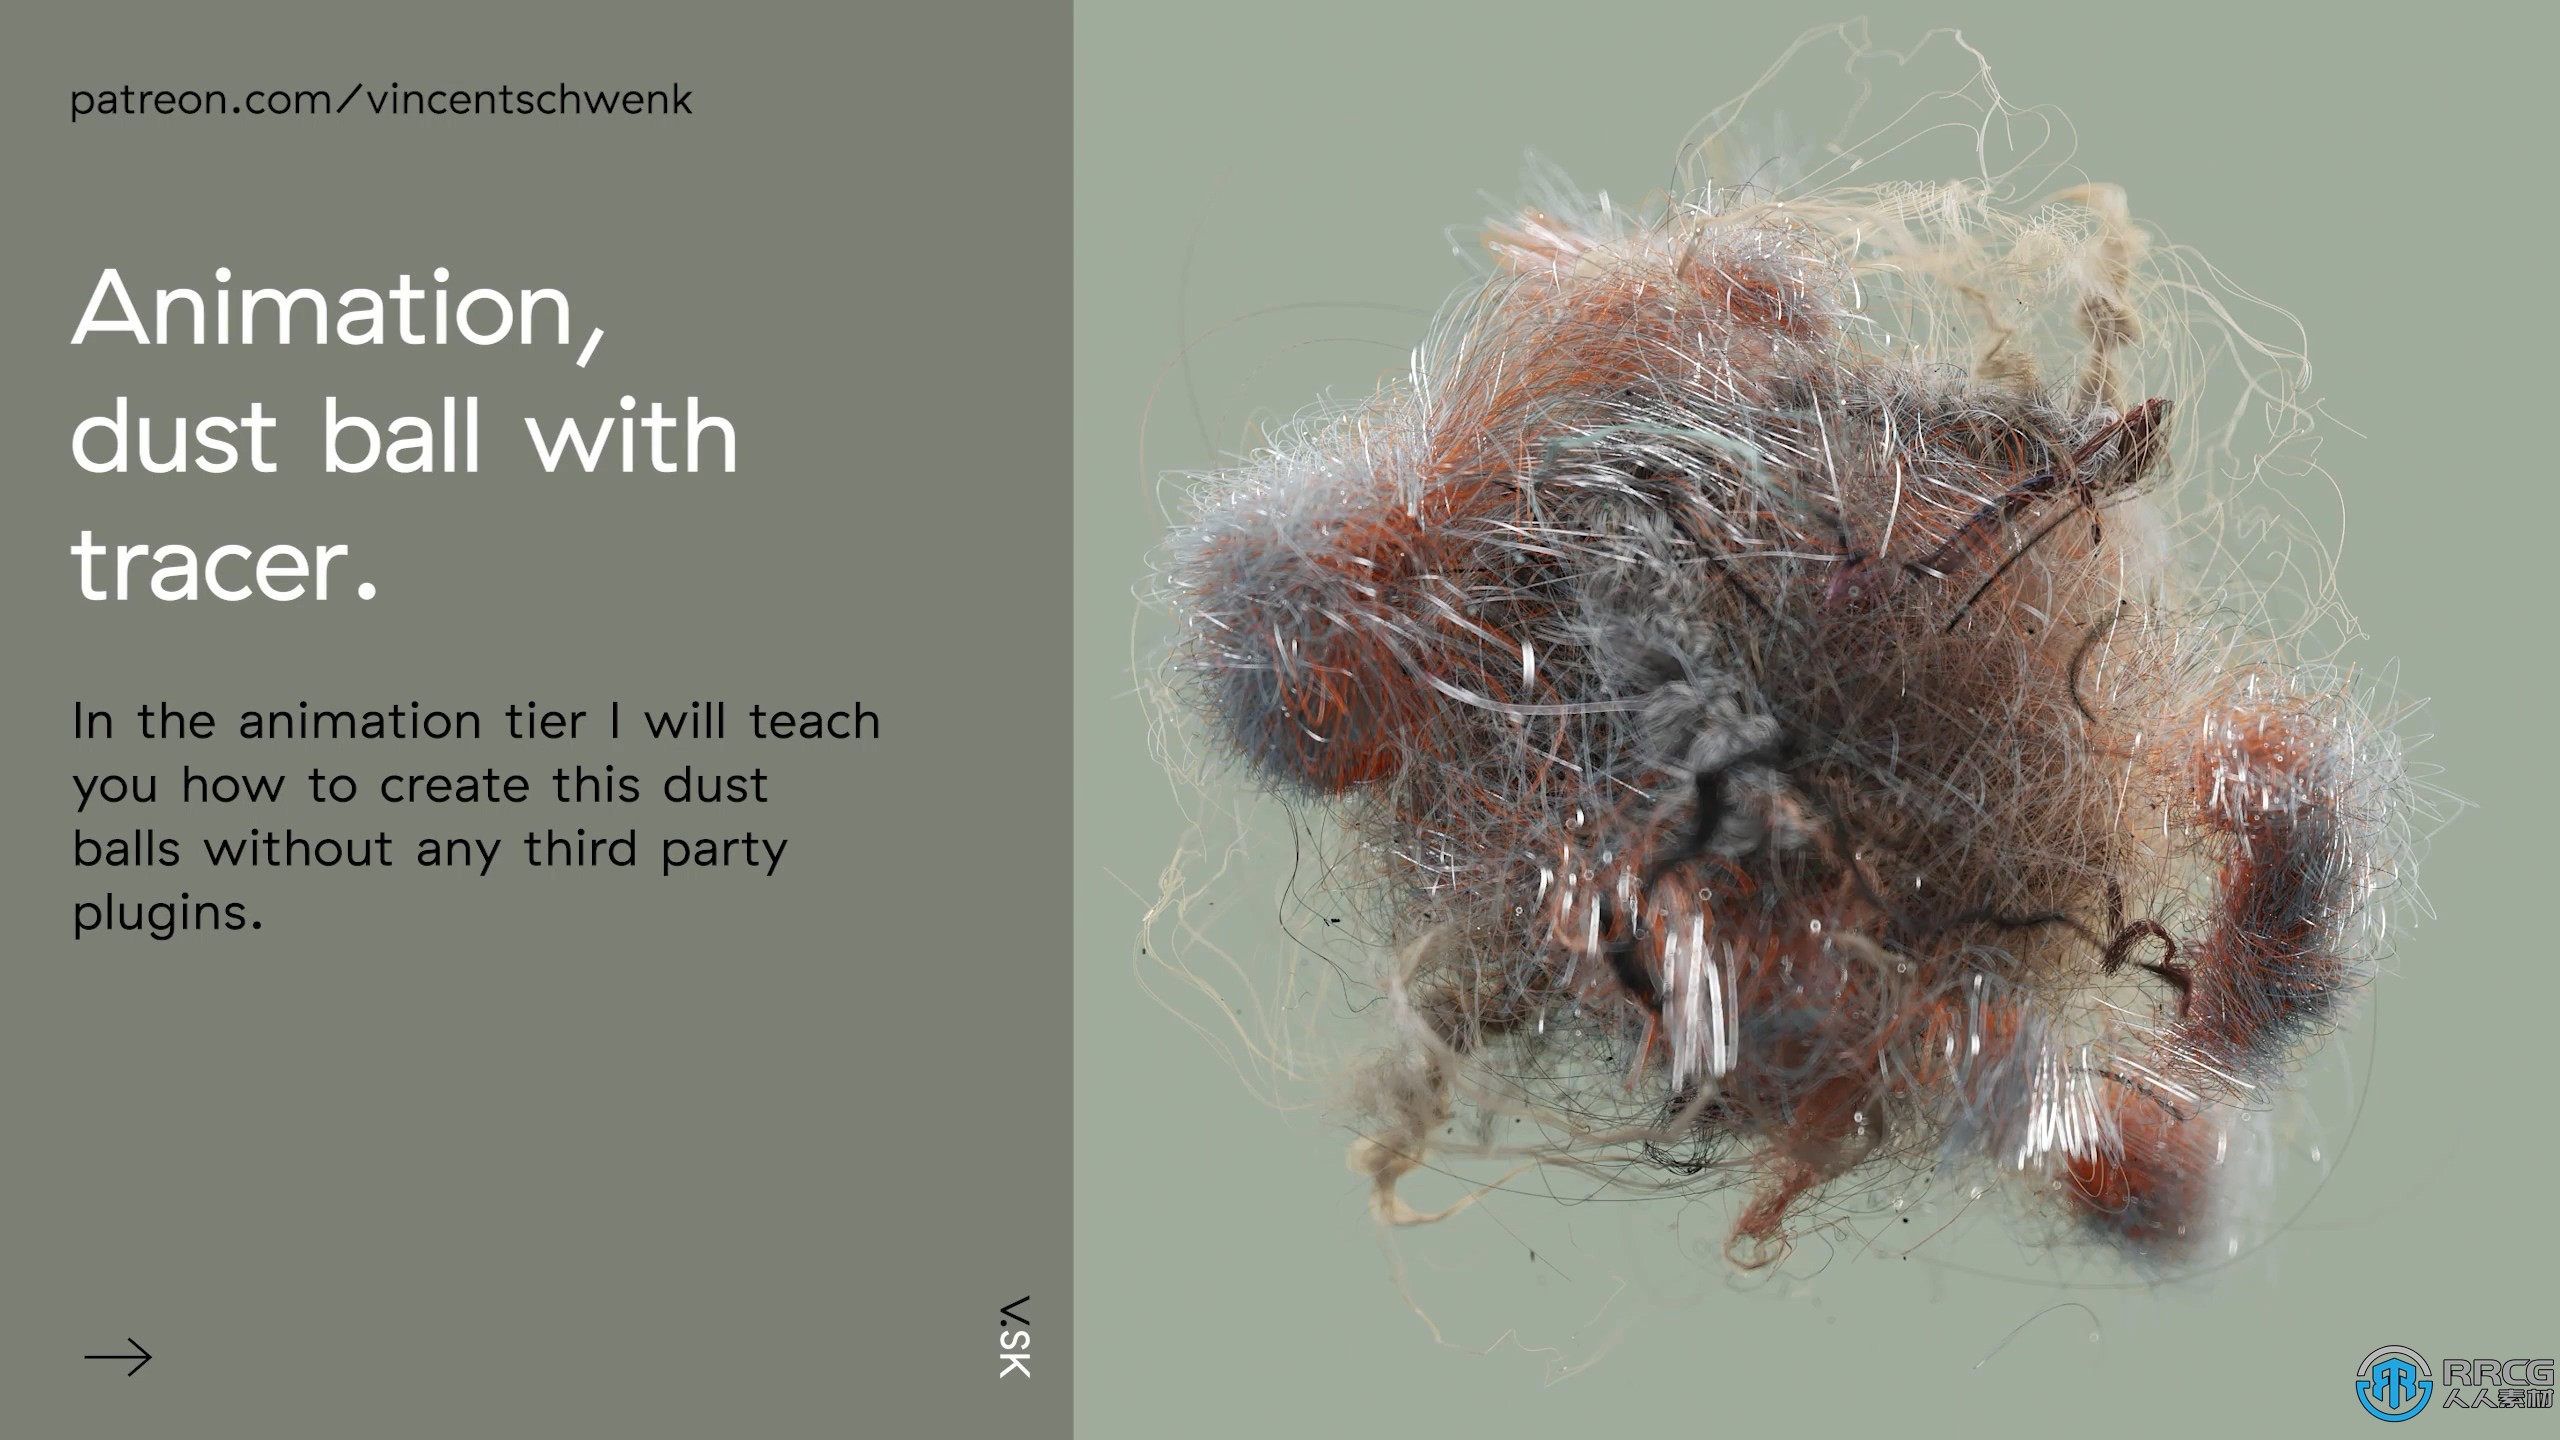 patreon.com/vincentschwenk
Animation,
dust ball with
tracer.
In the animation tier I will teach
you how to create this dust
balls without any third party
plugins.
V.SK
RRCG
人人素材